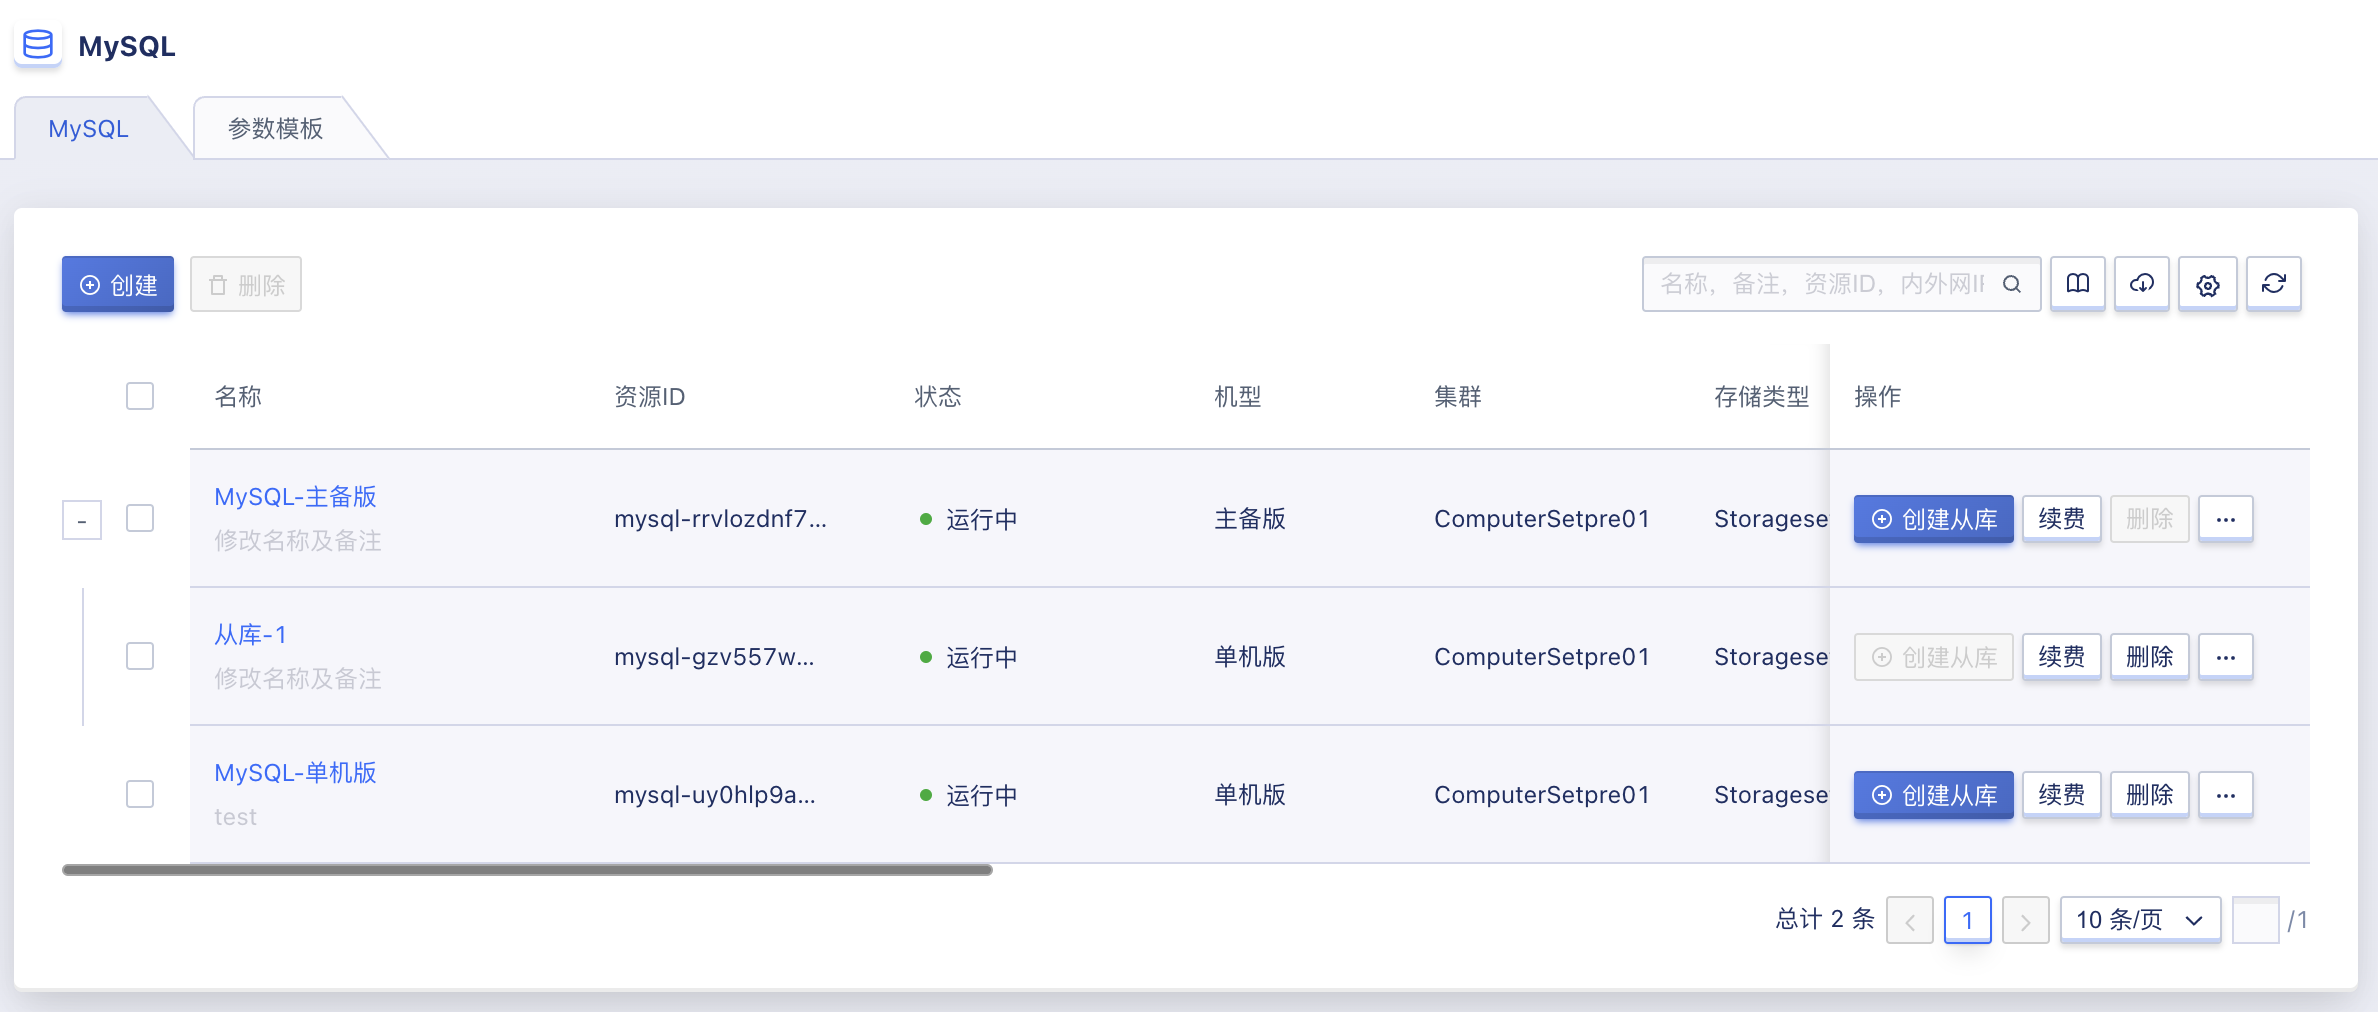 MySQL
MySQL 参数模板
创建 删除 名称，备注，资源ID，内外网IF
名称 资源ID 状态 机型 集群 存储类型 操作
MySQL-主备版
修改名称及备注
- mysql-rrvlozdnf7... 运行中 主备版 ComputerSetpre01 Storagese 创建从库 续费 删除 ...
从库-1
修改名称及备注
mysql-gzv557w... 运行中 单机版 ComputerSetpre01 Storagese 创建从库 续费 删除 ...
MySQL-单机版
test
mysql-uy0hlp9a... 运行中 单机版 ComputerSetpre01 Storagese 创建从库 续费 删除 ...
总计 2 条 1 10 条/页 /1